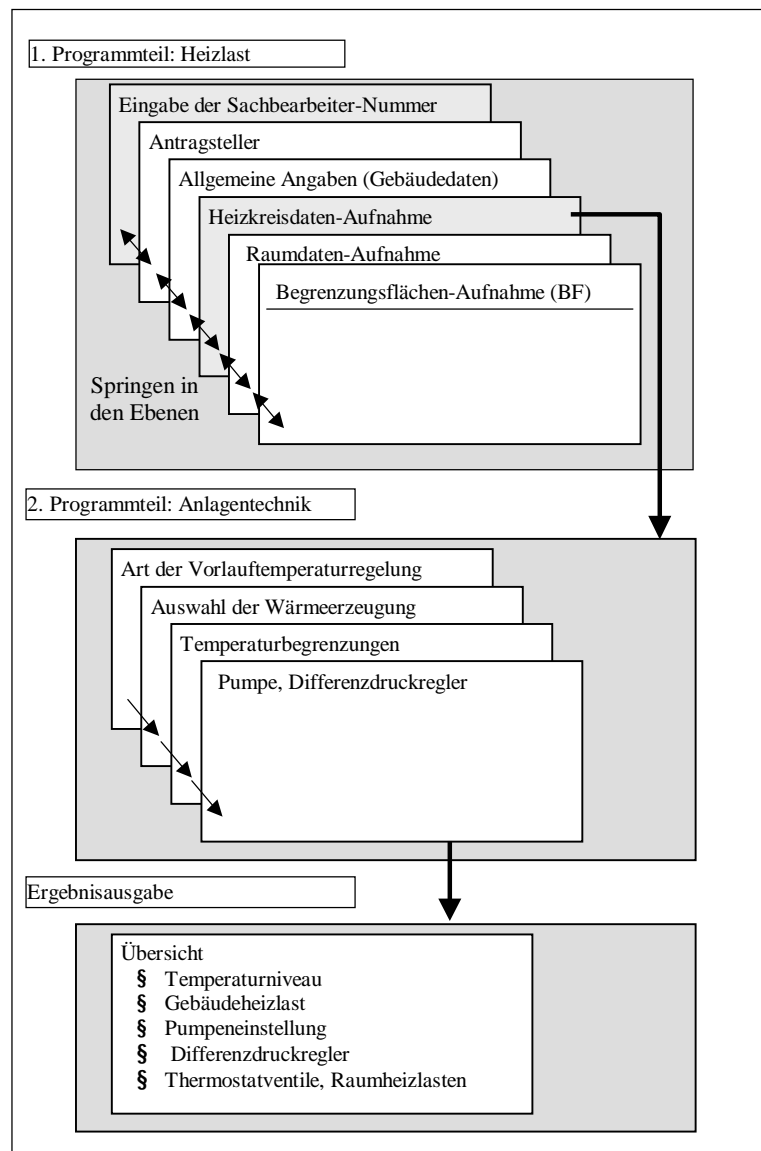 1. Programmteil: Heizlast
Eingabe der Sachbearbeiter-Nummer
Antragsteller
Allgemeine Angaben (Gebäudedaten)
Heizkreisdaten-Aufnahme
Raumdaten-Aufnahme
Begrenzungsflächen-Aufnahme (BF)
Springen in
den Ebenen
2. Programmteil: Anlagentechnik
Art der Vorlauftemperaturregelung
Auswahl der Wärmeerzeugung
Temperaturbegrenzungen
Pumpe, Differenzdruckregler
Ergebnisausgabe
Übersicht
§ Temperaturniveau
§ Gebäudeheizlast
§ Pumpeneinstellung
§ Differenzdruckregler
§ Thermostatventile, Raumheizlasten